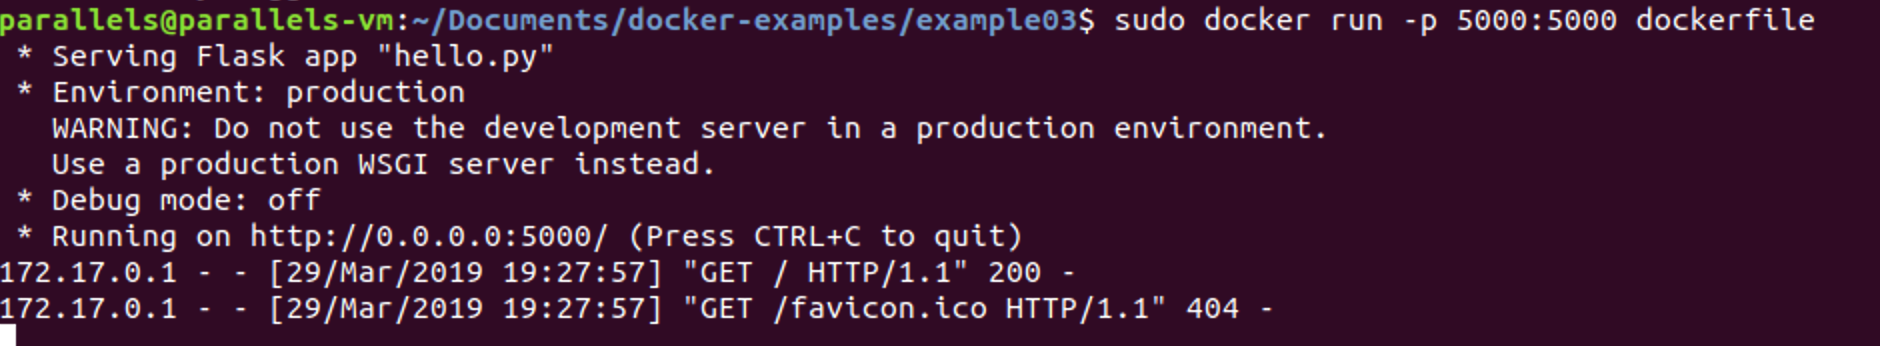 parallels@parallels-vm:~/Documents/docker-examples/example03$ sudo docker run -p 5000:5000 dockerfile
 * Serving Flask app "hello.py"
 * Environment: production
   WARNING: Do not use the development server in a production environment.
   Use a production WSGI server instead.
 * Debug mode: off
 * Running on http://0.0.0.0:5000/ (Press CTRL+C to quit)
172.17.0.1 - - [29/Mar/2019 19:27:57] "GET / HTTP/1.1" 200 -
172.17.0.1 - - [29/Mar/2019 19:27:57] "GET /favicon.ico HTTP/1.1" 404 -